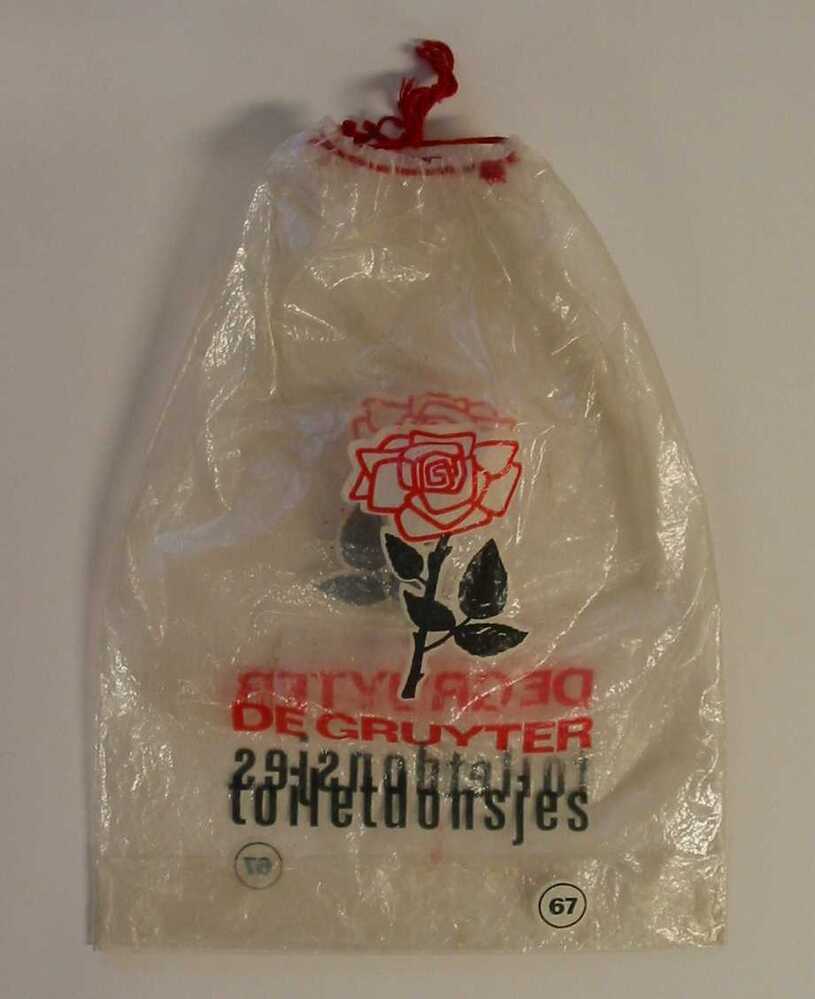 G
DE GRUYTER
toiletdonsjes
67